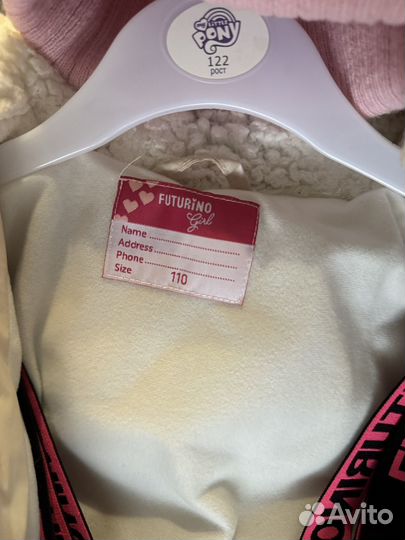 my LITTLE
PONY
122
рост
FUTURINO
Girl
Name
Address
Phone
Size 110
Avito